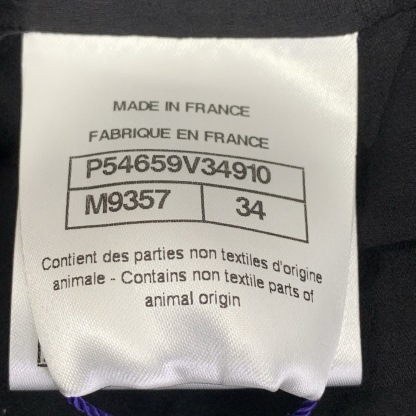 MADE IN FRANCE
FABRIQUE EN FRANCE
P54659V34910
M9357 34
Contient des parties non textiles d'origine
animale - Contains non textile parts of
animal origin